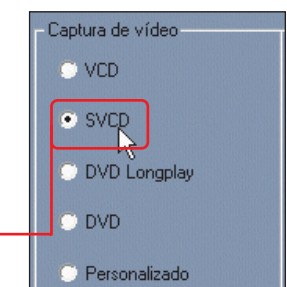 Captura de vídeo
VCD
SVCD
DVD Longplay
DVD
Personalizado